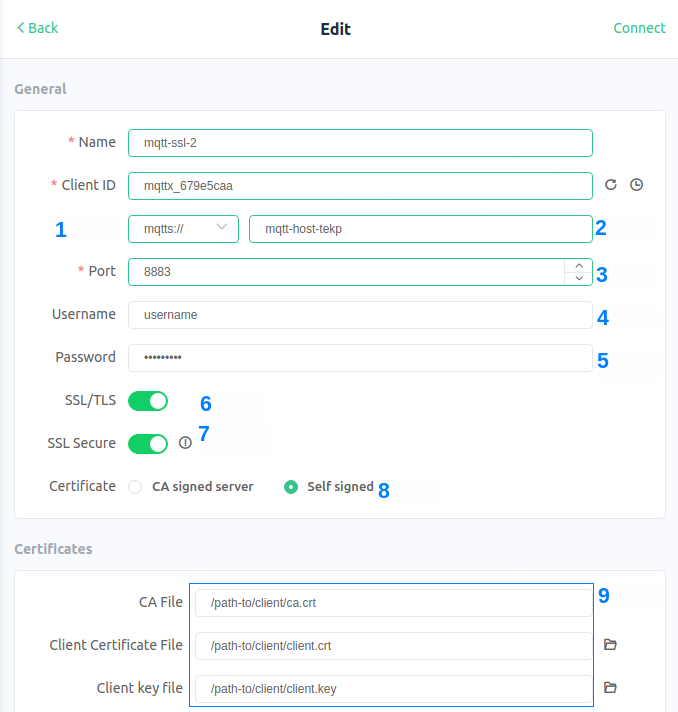 Back Edit Connect
General
* Name mqtt-ssl-2
* Client ID mqttx_679e5caa
1 mqtts:// mqtt-host-tekp 2
* Port 8883 3
Username username 4
Password ••••••••• 5
SSL/TLS 6
SSL Secure 7
Certificate CA signed server Self signed 8
Certificates
CA File /path-to/client/ca.crt 9
Client Certificate File /path-to/client/client.crt
Client key file /path-to/client/client.key